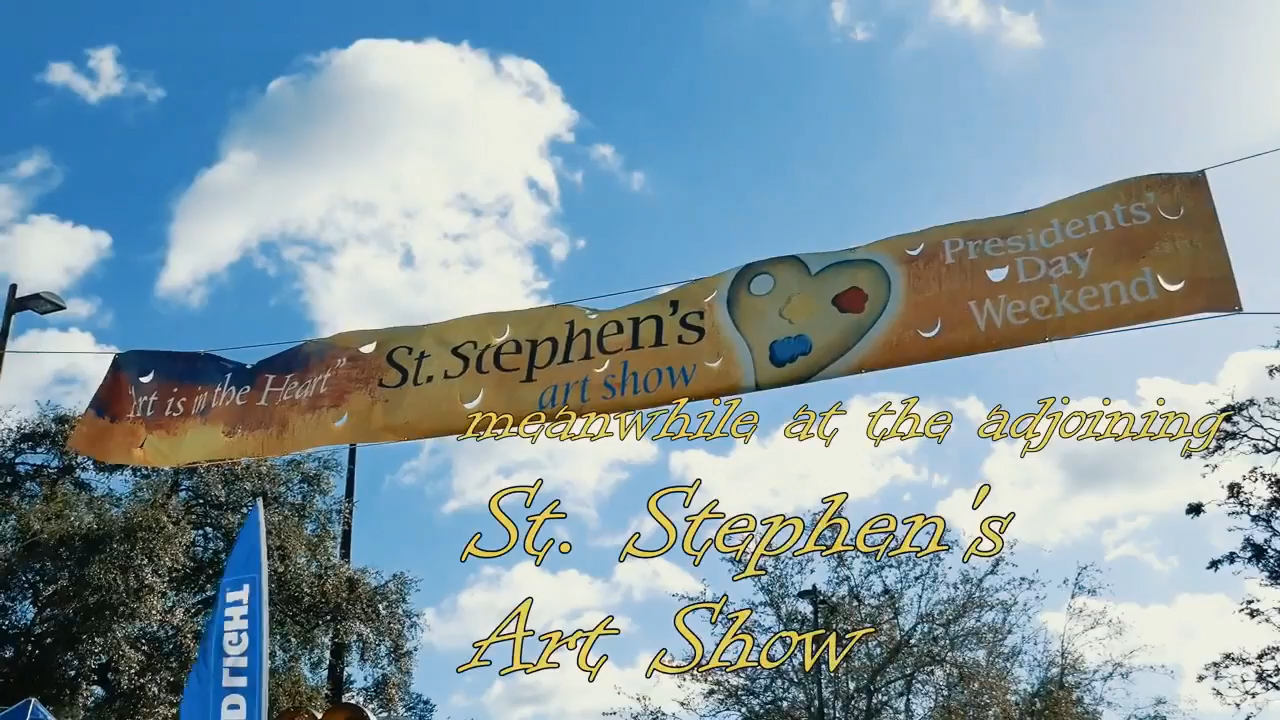 "Art is in the Heart"
St. Stephen's
art show
Presidents'
Day
Weekend
meanwhile at the adjoining
St. Stephen's
Art Show
D LIGHT